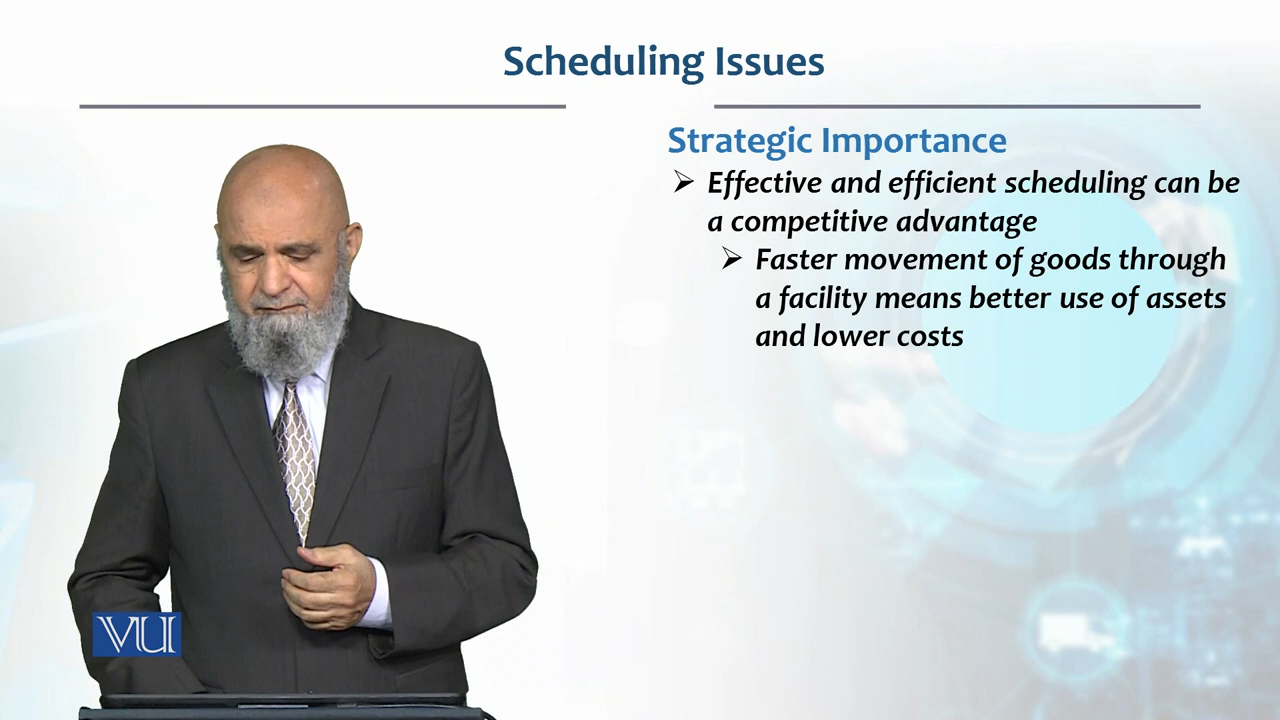 Scheduling Issues
Strategic Importance
➢ Effective and efficient scheduling can be
a competitive advantage
➢ Faster movement of goods through
a facility means better use of assets
and lower costs
VU